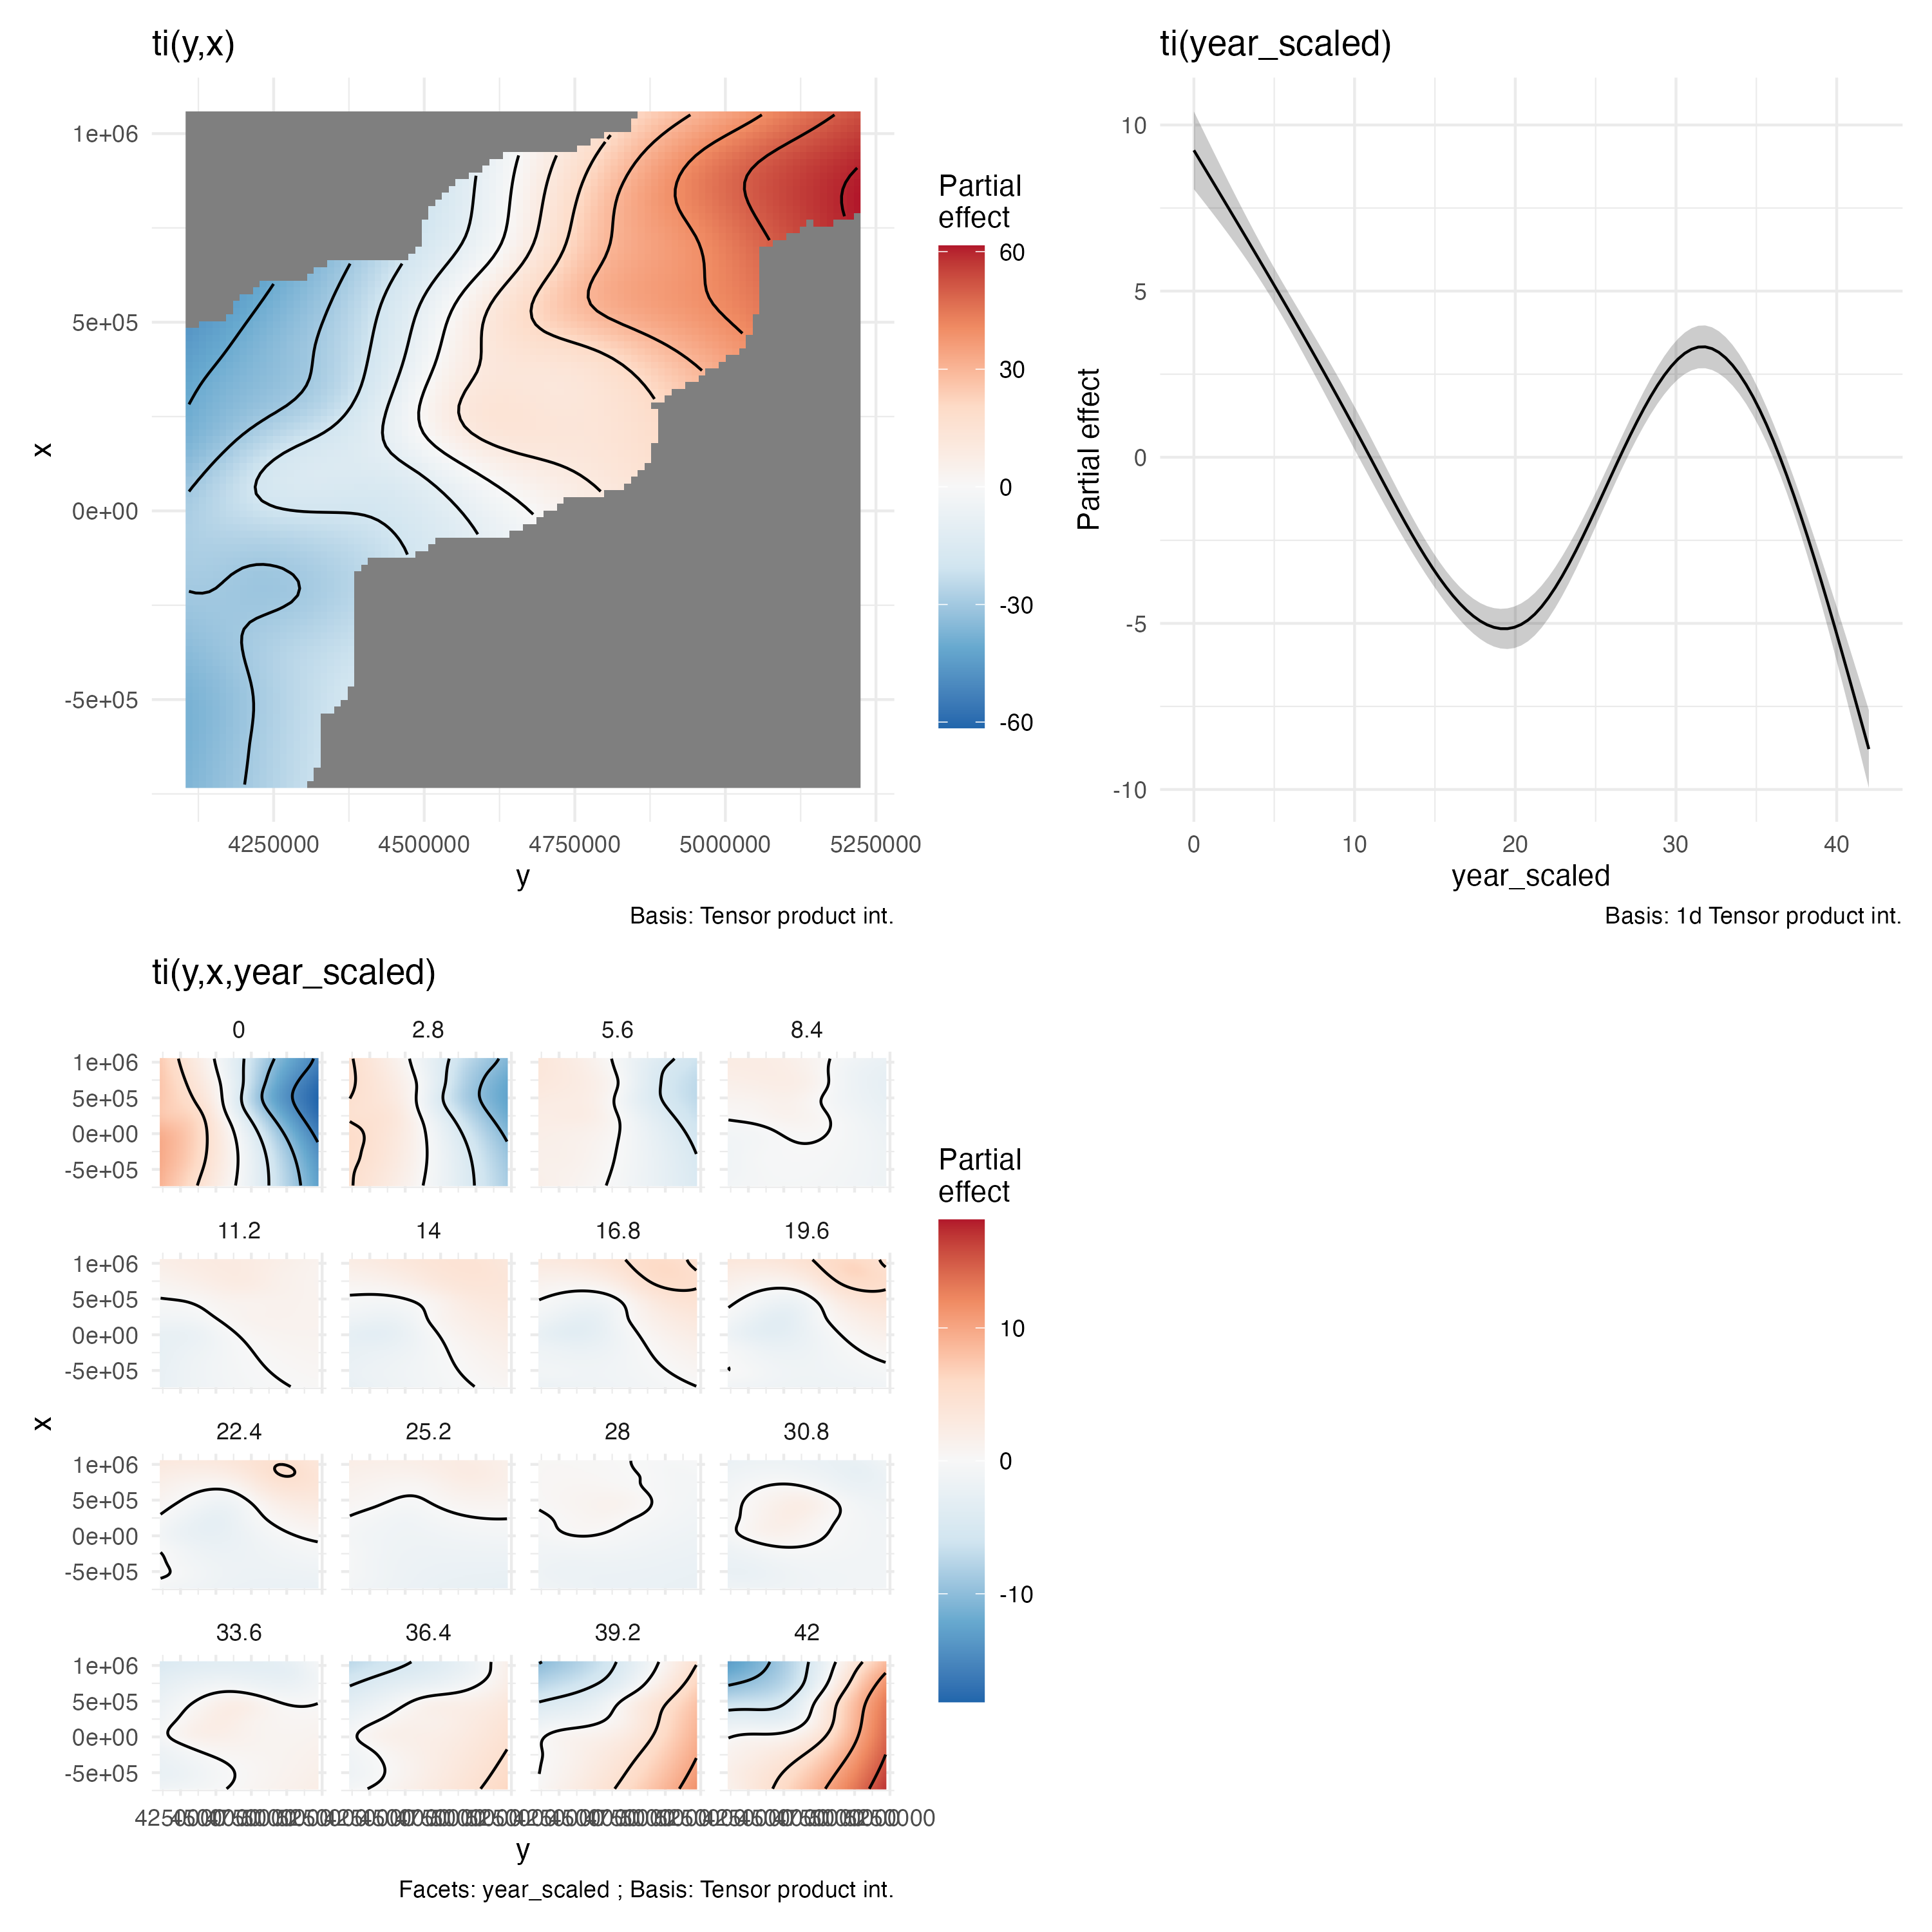 ti(y,x)
1e+06
5e+05
0e+00
-5e+05
x
4250000 4500000 4750000 5000000 5250000
y
Basis: Tensor product int.
Partial
effect
60
30
0
-30
-60
ti(year_scaled)
10
5
0
-5
-10
Partial effect
0 10 20 30 40
year_scaled
Basis: 1d Tensor product int.
ti(y,x,year_scaled)
0 2.8 5.6 8.4
1e+06
5e+05
0e+00
-5e+05
11.2 14 16.8 19.6
1e+06
5e+05
0e+00
-5e+05
22.4 25.2 28 30.8
1e+06
5e+05
0e+00
-5e+05
33.6 36.4 39.2 42
1e+06
5e+05
0e+00
-5e+05
x
y
Facets: year_scaled ; Basis: Tensor product int.
Partial
effect
10
0
-10